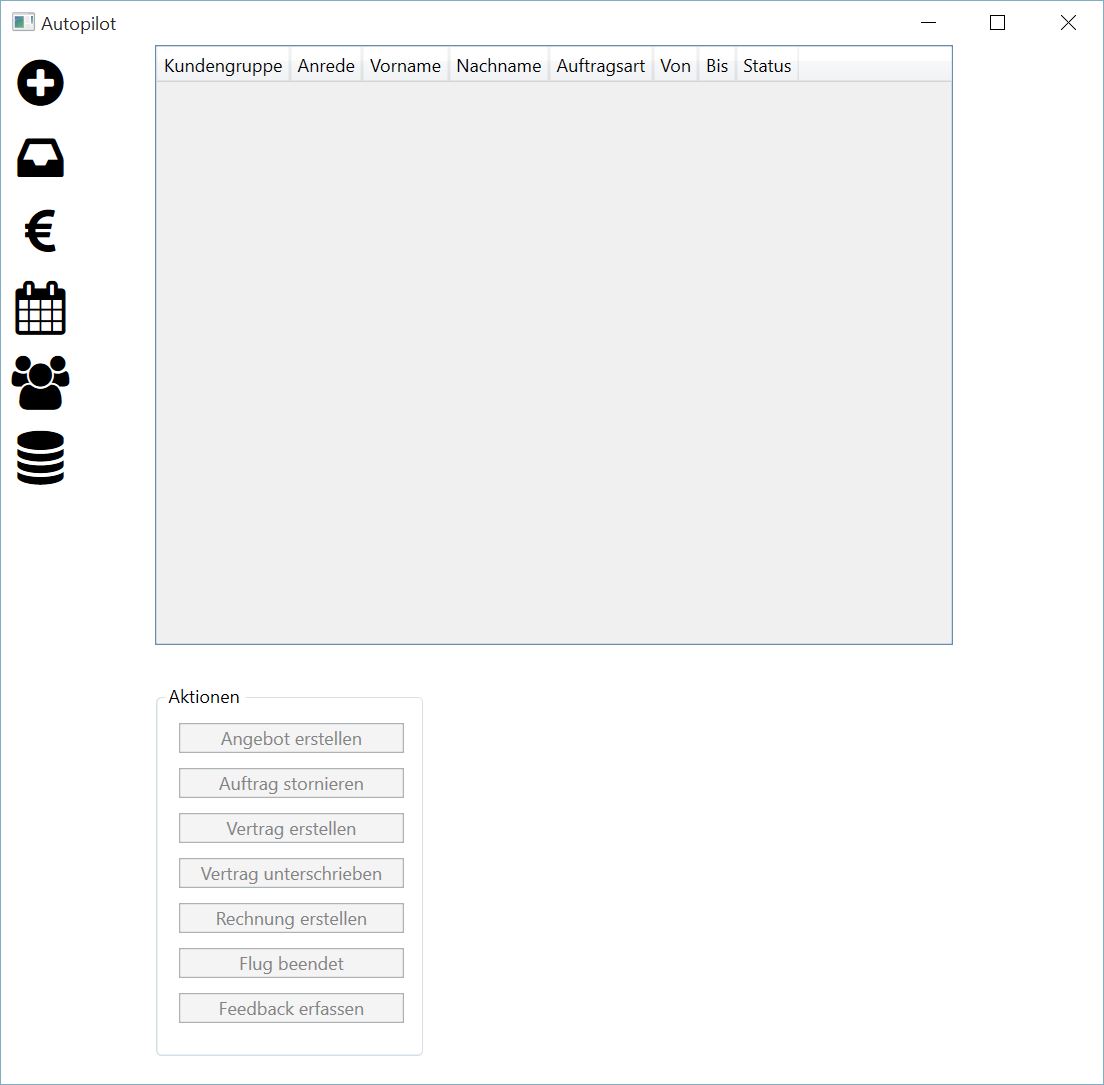 Autopilot
Kundengruppe Anrede Vorname Nachname Auftragsart Von Bis Status
€
Aktionen
Angebot erstellen
Auftrag stornieren
Vertrag erstellen
Vertrag unterschrieben
Rechnung erstellen
Flug beendet
Feedback erfassen